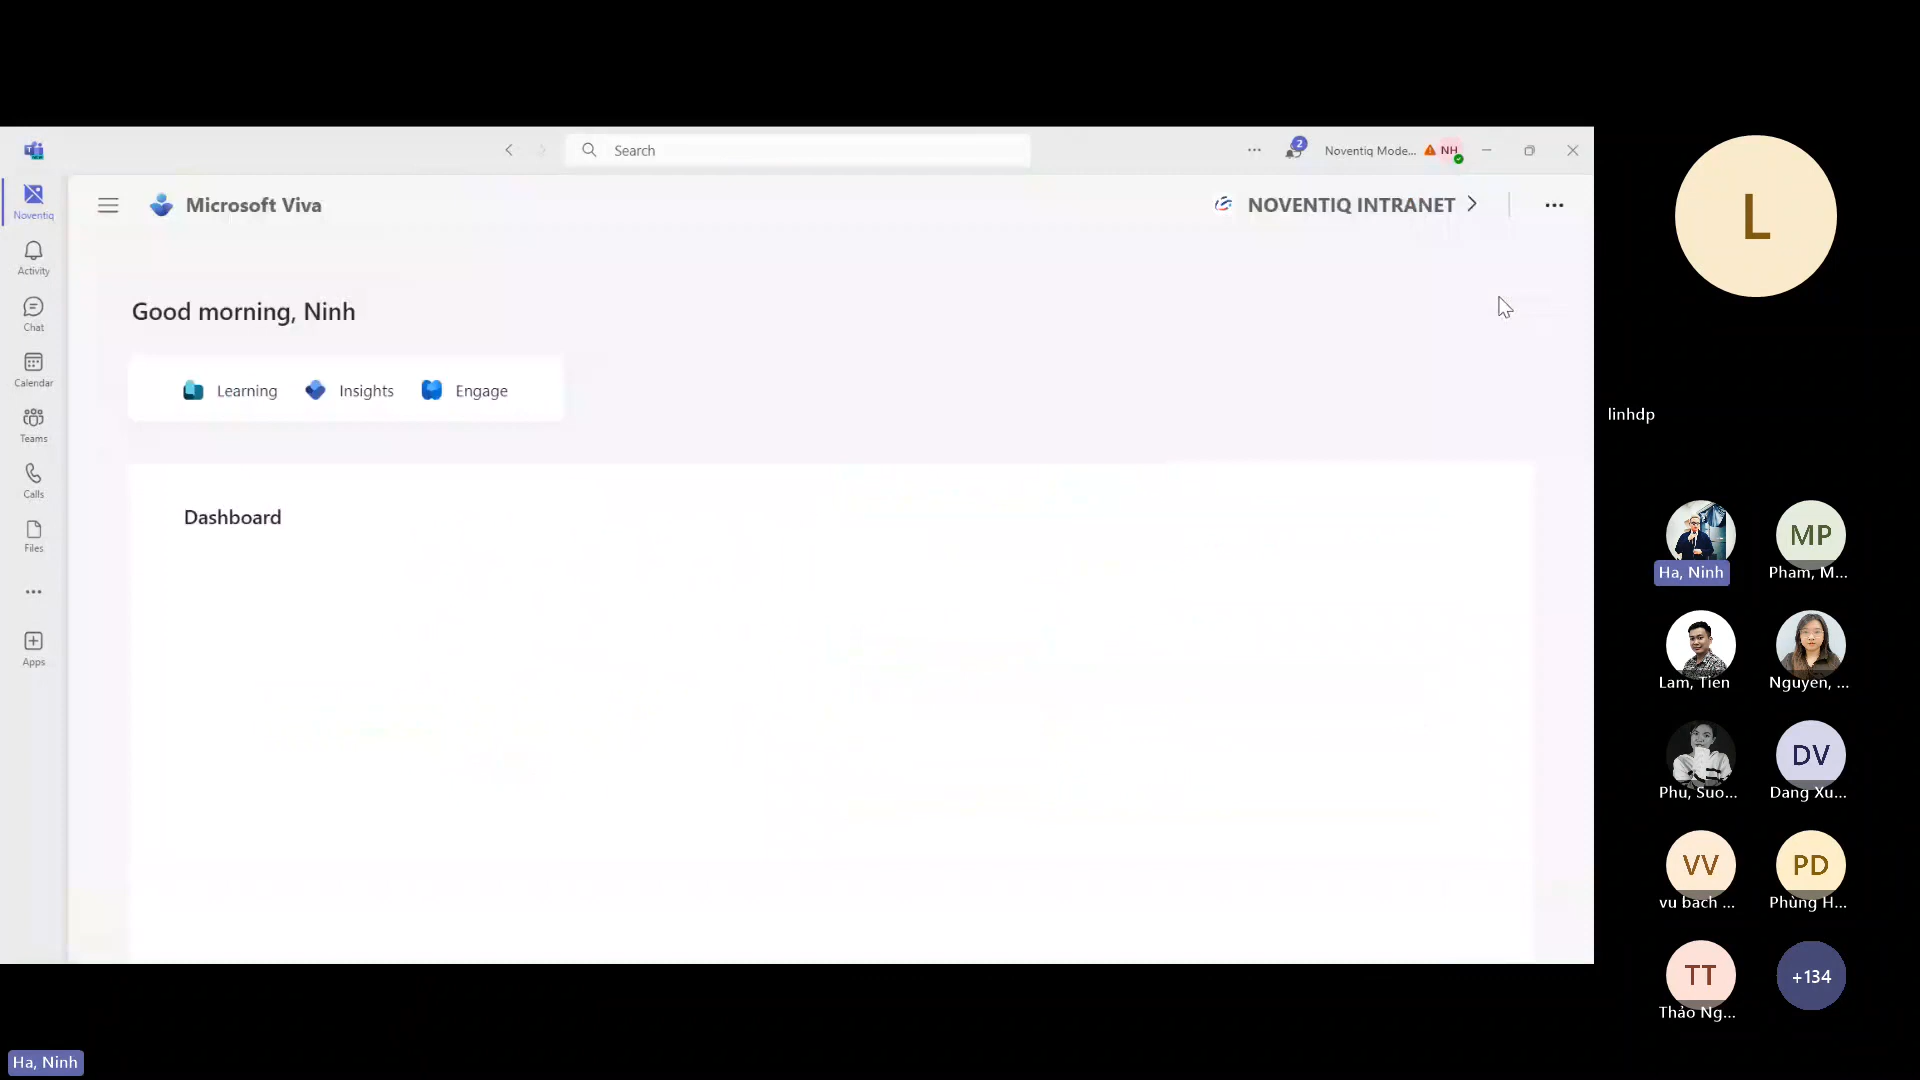 Search
2
Noventiq Mode...
NH
Noventiq
Activity
Chat
Calendar
Teams
Calls
Files
Apps
Microsoft Viva
NOVENTIQ INTRANET
Good morning, Ninh
Learning
Insights
Engage
Dashboard
L
linhdp
Ha, Ninh
MP
Pham, M...
Lam, Tien
Nguyen, ...
Phu, Suo...
DV
Dang Xu...
VV
vu bach ...
PD
Phùng H...
TT
Thảo Ng...
+134
Ha, Ninh